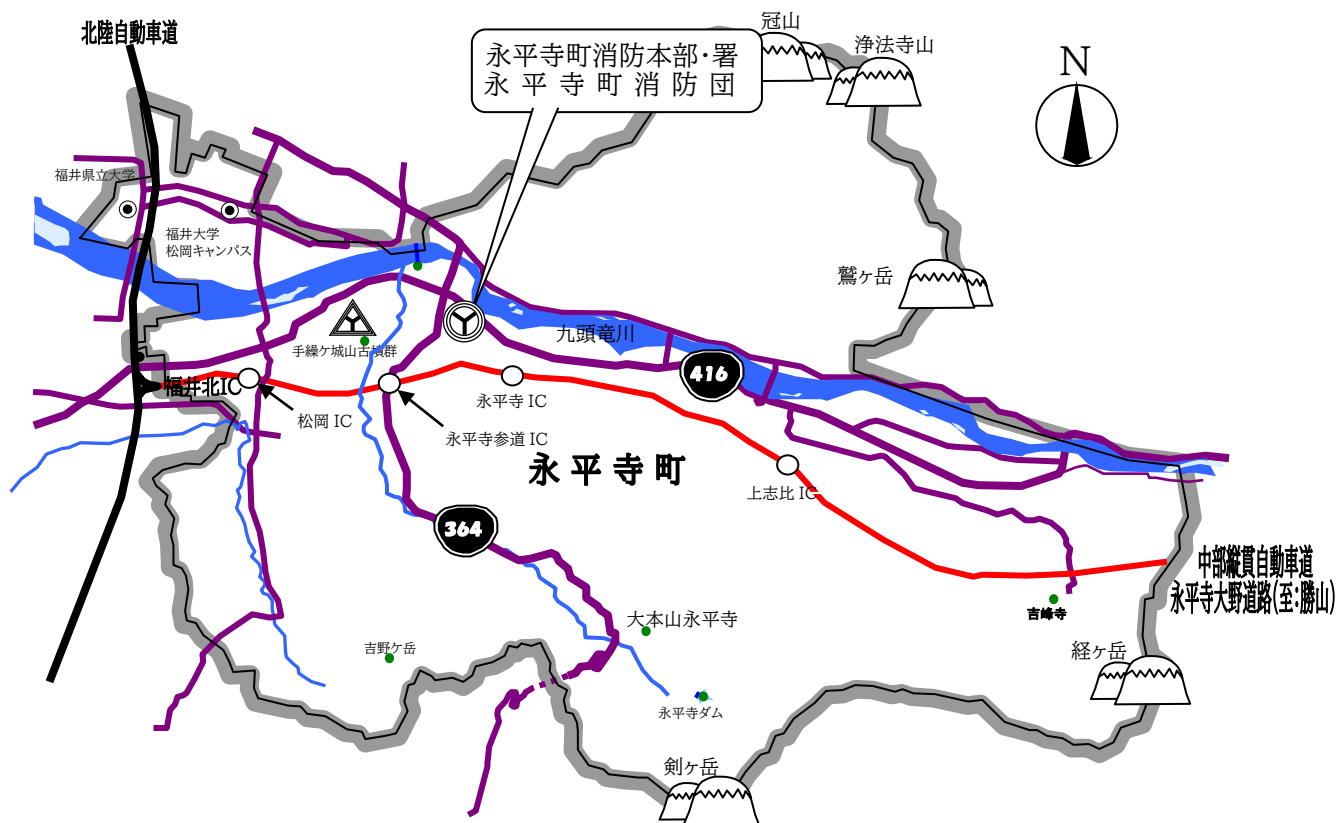 冠山
北陸自動車道
浄法寺山
永平寺町消防本部・署
永平寺町消防団
N
福井県立大学
福井大学
松岡キャンパス
鷲ヶ岳
九頭竜川
手繰ケ城山古墳群
416
福井北IC
永平寺 IC
松岡 IC
永平寺参道 IC
永平寺町
上志比 IC
364
中部縦貫自動車道
永平寺大野道路(至:勝山)
吉峰寺
大本山永平寺
吉野ケ岳
経ヶ岳
永平寺ダム
剣ヶ岳